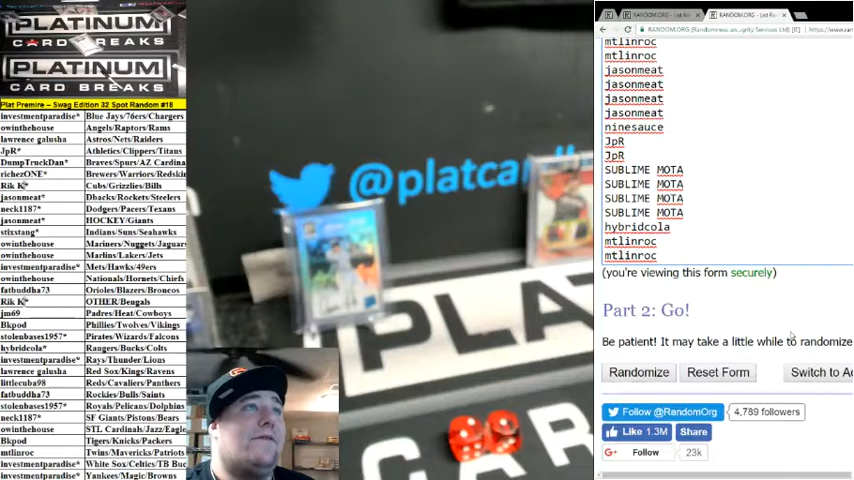 PLATINUM
CARD BREAKS
PLATINUM
CARD BREAKS
Plat Premire – Swag Edition 32 Spot Random #18
investmentparadise* Blue Jays/76ers/Chargers
owinthehouse Angels/Raptors/Rams
lawrence galusha Astros/Nets/Raiders
JpR* Athletics/Clippers/Titans
DumpTruckDan* Braves/Spurs/AZ Cardina
richezONE* Brewers/Warriors/Redskin
Rik K* Cubs/Grizzlies/Bills
jasonmeat* Dbacks/Rockets/Steelers
neck1187* Dodgers/Pacers/Texans
jasonmeat* HOCKEY/Giants
stixstang* Indians/Suns/Seahawks
owinthehouse Mariners/Nuggets/Jaguar
owinthehouse Marlins/Lakers/Jets
investmentparadise* Mets/Hawks/49ers
owinthehouse Nationals/Hornets/Chiefs
fatbuddha73 Orioles/Blazers/Broncos
Rik K* OTHER/Bengals
jm69 Padres/Heat/Cowboys
Bkpod Phillies/Twolves/Vikings
stolenbases1957* Pirates/Wizards/Falcons
hybridcola* Rangers/Bucks/Colts
investmentparadise* Rays/Thunder/Lions
lawrence galusha Red Sox/Kings/Ravens
littlecuba98 Reds/Cavaliers/Panthers
fatbuddha73 Rockies/Bulls/Saints
stolenbases1957* Royals/Pelicans/Dolphins
neck1187* SF Giants/Pistons/Bears
owinthehouse STL Cardinals/Jazz/Eagle
Bkpod Tigers/Knicks/Packers
mtlinroc Twins/Mavericks/Patriots
investmentparadise* White Sox/Celtics/TB Buc
investmentparadise* Yankees/Magic/Browns
@platcard
PLA
CAR
RANDOM.ORG - List Ra
RANDOM.ORG - List Ran
mtlinroc
mtlinroc
jasonmeat
jasonmeat
jasonmeat
jasonmeat
ninesauce
JpR
JpR
SUBLIME MOTA
SUBLIME MOTA
SUBLIME MOTA
SUBLIME MOTA
hybridcola
mtlinroc
mtlinroc
(you're viewing this form securely)
Part 2: Go!
Be patient! It may take a little while to randomize
Randomize
Reset Form
Switch to Ad
Follow @RandomOrg
4,789 followers
Like 1.3M
Share
G+ Follow
23k